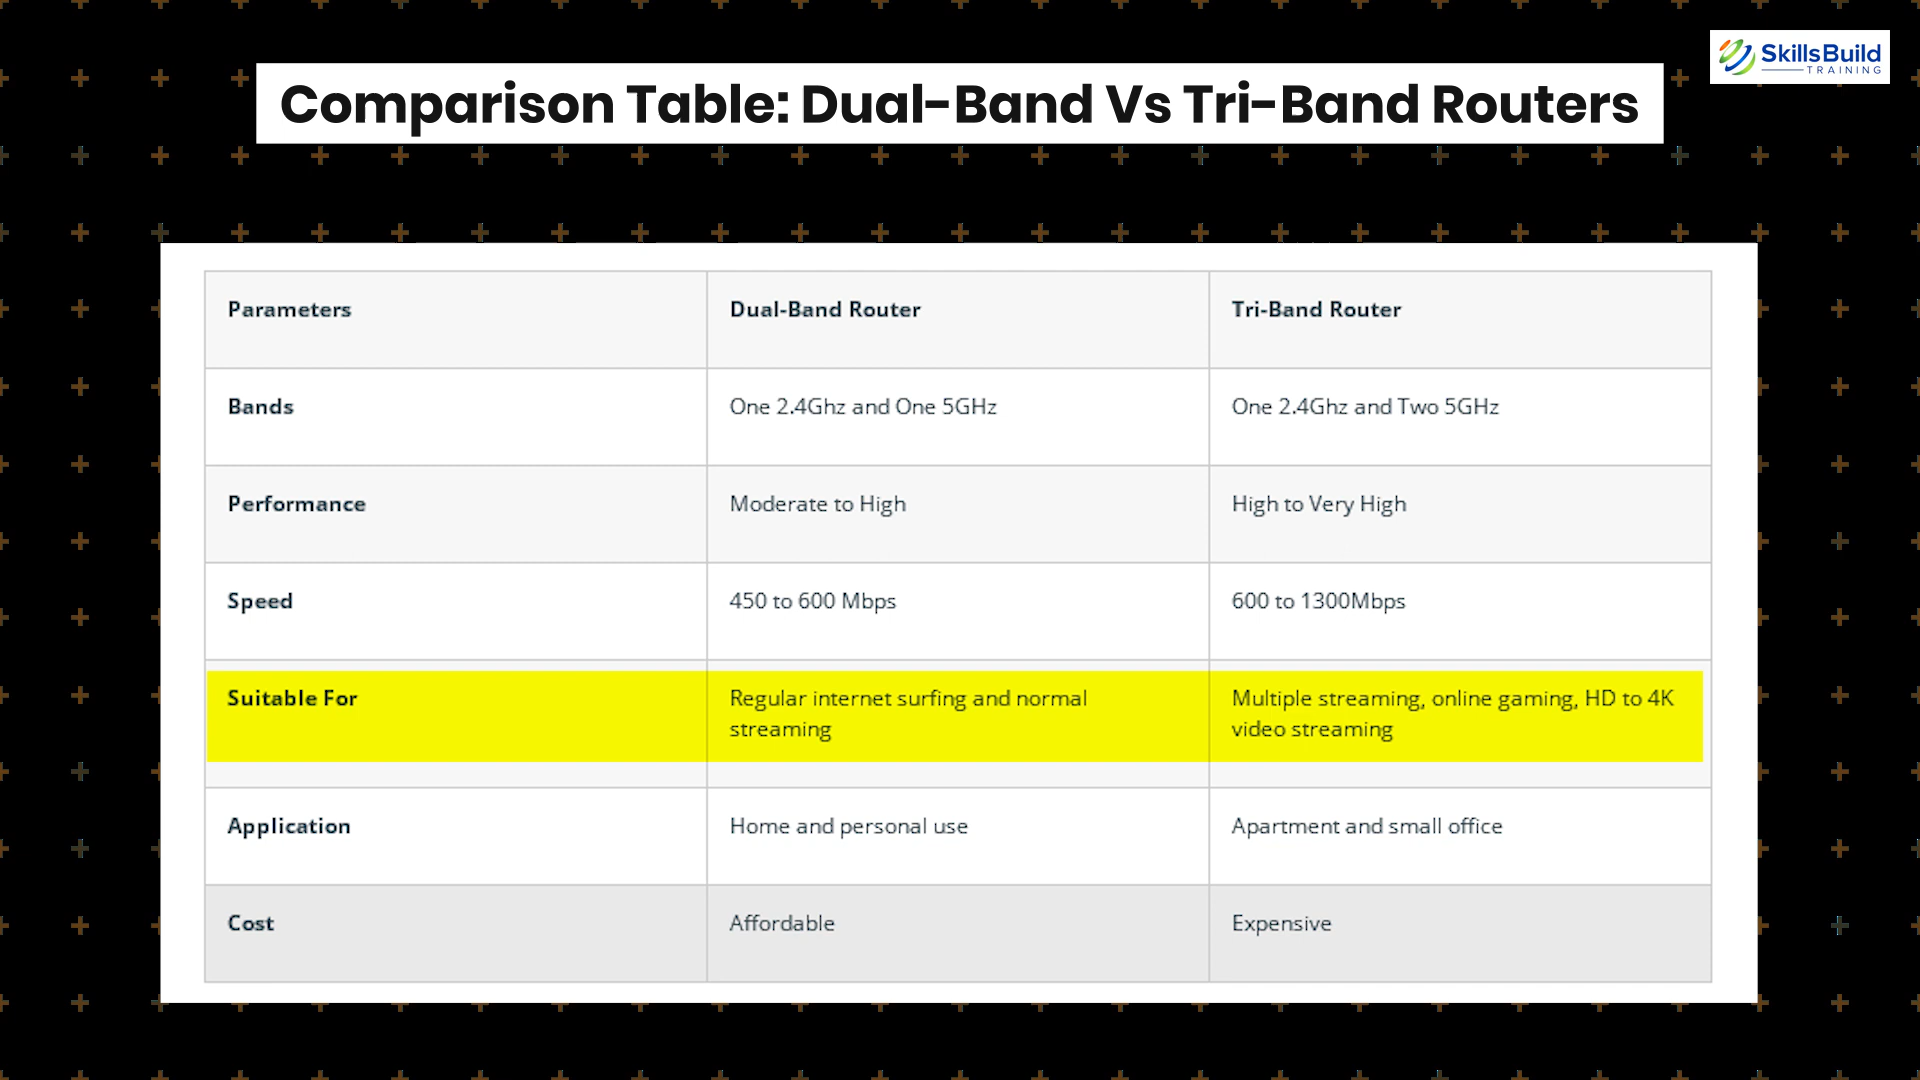 SkillsBuild
TRAINING
Comparison Table: Dual-Band Vs Tri-Band Routers
Parameters
Dual-Band Router
Tri-Band Router
Bands
One 2.4Ghz and One 5GHz
One 2.4Ghz and Two 5GHz
Performance
Moderate to High
High to Very High
Speed
450 to 600 Mbps
600 to 1300Mbps
Suitable For
Regular internet surfing and normal
streaming
Multiple streaming, online gaming, HD to 4K
video streaming
Application
Home and personal use
Apartment and small office
Cost
Affordable
Expensive